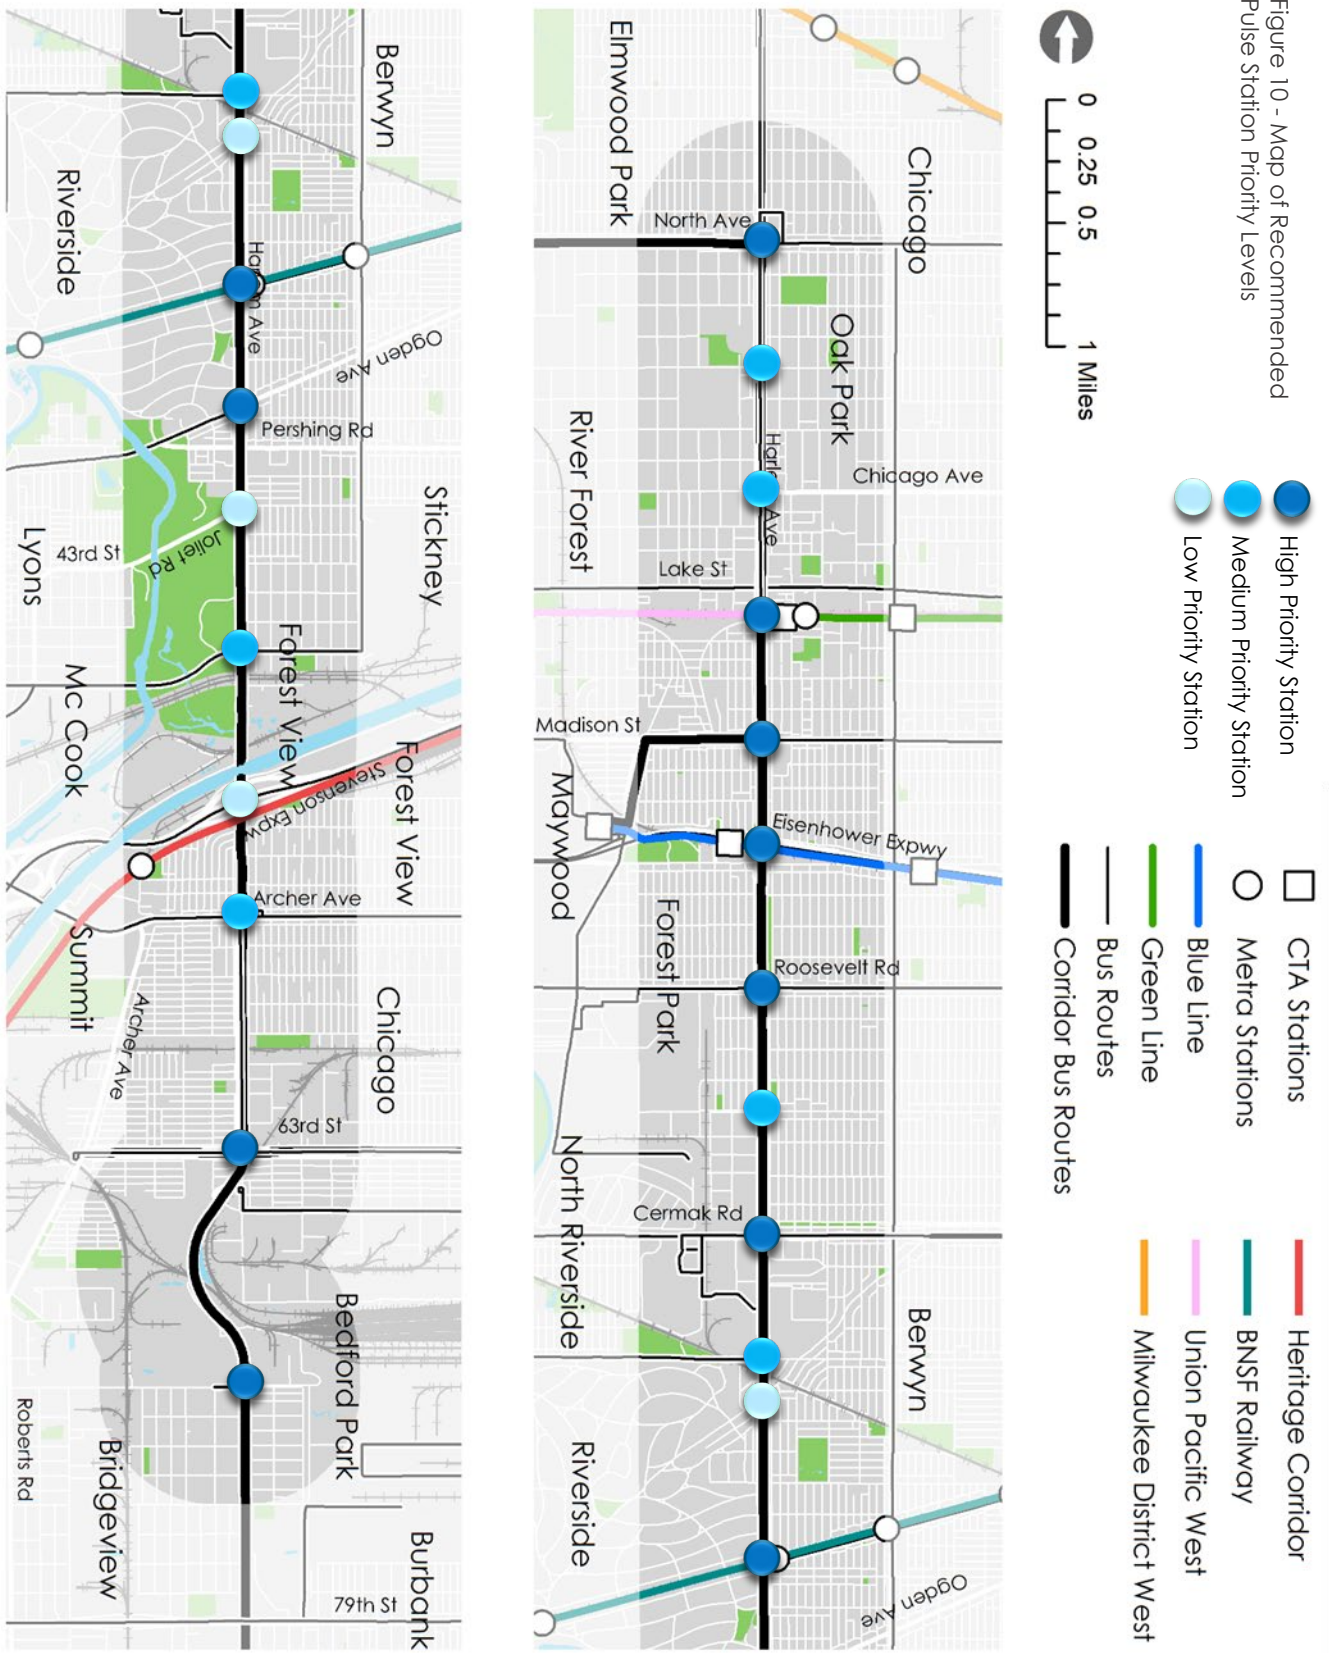 Figure 10 - Map of Recommended
Pulse Station Priority Levels
0 0.25 0.5 1 Miles
High Priority Station
Medium Priority Station
Low Priority Station
CTA Stations
Metra Stations
Blue Line
Green Line
Bus Routes
Corridor Bus Routes
Heritage Corridor
BNSF Railway
Union Pacific West
Milwaukee District West
Elmwood Park
Chicago
North Ave
Oak Park
River Forest
Chicago Ave
Lake St
Madison St
Maywood
Eisenhower Expwy
Forest Park
Roosevelt Rd
North Riverside
Cermak Rd
Berwyn
Riverside
Ogden Ave
Berwyn
Riverside
Ogden Ave
Pershing Rd
Stickney
Lyons
43rd St
Joliet Rd
Forest View
Mc Cook
Forest View
Stevenson Expw
Archer Ave
Summit
Archer Ave
Chicago
63rd St
Bedford Park
Roberts Rd
Bridgeview
Burbank
79th St